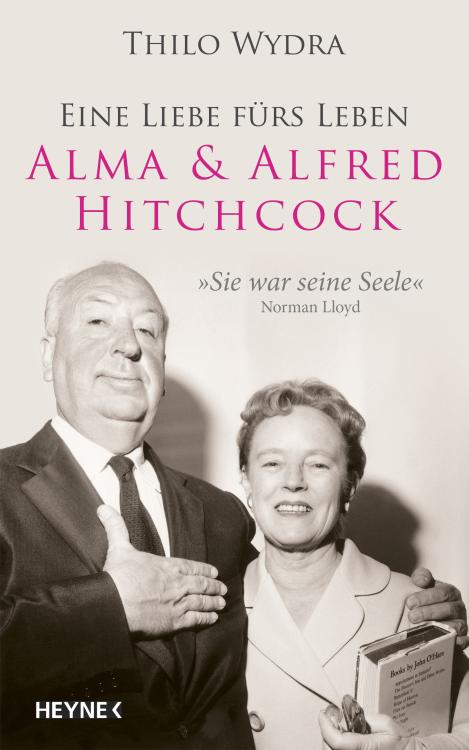 THILO WYDRA
EINE LIEBE FÜRS LEBEN
ALMA & ALFRED
HITCHCOCK
»Sie war seine Seele«
Norman Lloyd
Books by John O'Hara
HEYNE